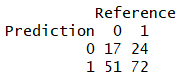 Reference
Prediction 0 1
0 17 24
1 51 72